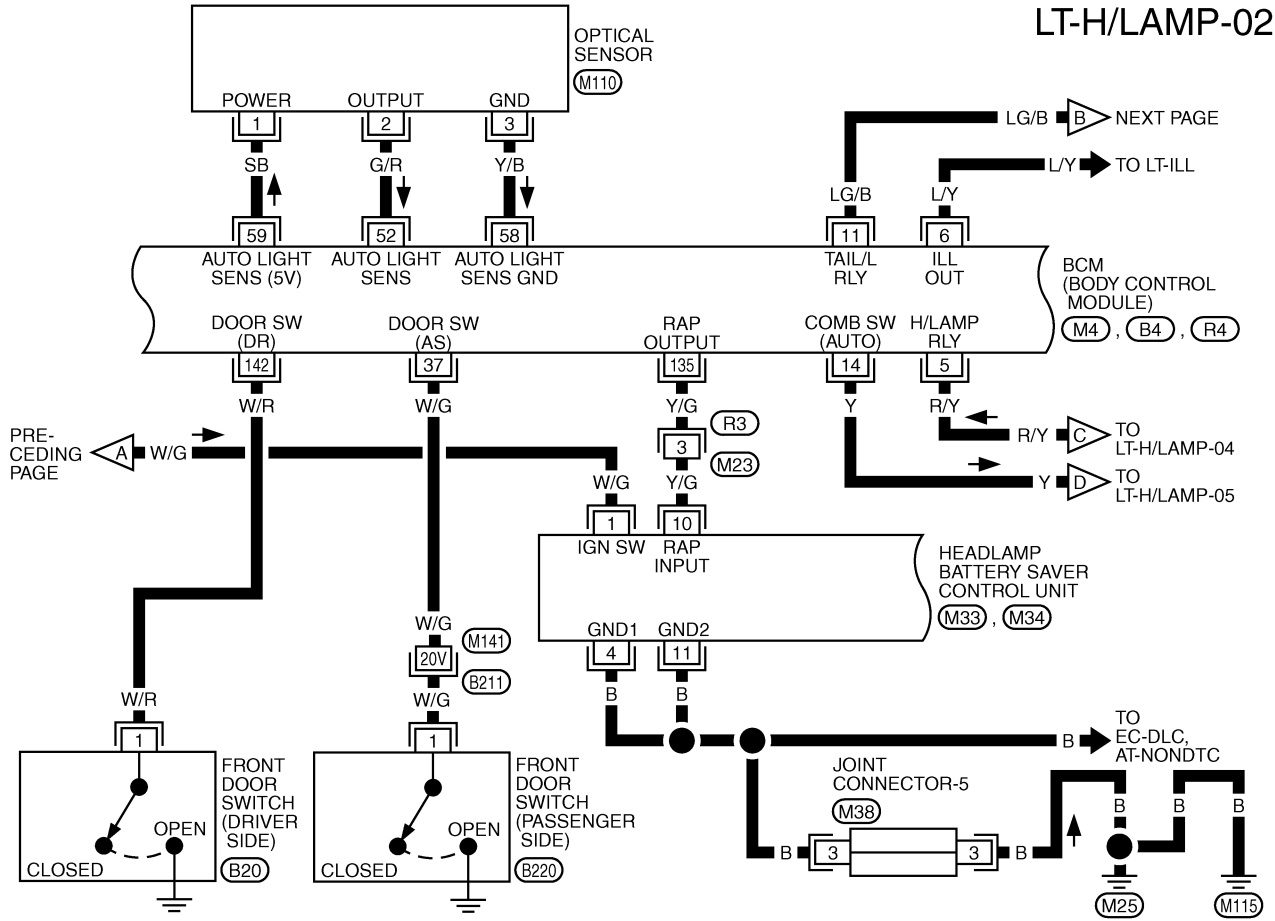 LT-H/LAMP-02
OPTICAL
SENSOR
M110
POWER
OUTPUT
GND
1
2
3
SB
G/R
Y/B
59
52
58
AUTO LIGHT
SENS (5V)
AUTO LIGHT
SENS
AUTO LIGHT
SENS GND
LG/B
B
NEXT PAGE
L/Y
TO LT-ILL
LG/B
L/Y
11
6
TAIL/L
RLY
ILL
OUT
BCM
(BODY CONTROL
MODULE)
M4 , B4 , R4
DOOR SW
(DR)
DOOR SW
(AS)
RAP
OUTPUT
COMB SW
(AUTO)
H/LAMP
RLY
142
37
135
14
5
W/R
W/G
Y/G
Y
R/Y
R3
3
M23
Y/G
PRE-
CEDING
PAGE
A
W/G
R/Y
C
TO
LT-H/LAMP-04
Y
D
TO
LT-H/LAMP-05
W/G
1
10
IGN SW
RAP
INPUT
HEADLAMP
BATTERY SAVER
CONTROL UNIT
M33 , M34
GND1
GND2
4
11
B
B
W/G
M141
20V
B211
W/G
W/R
1
1
FRONT
DOOR
SWITCH
(DRIVER
SIDE)
B20
OPEN
CLOSED
FRONT
DOOR
SWITCH
(PASSENGER
SIDE)
B220
OPEN
CLOSED
B
TO
EC-DLC,
AT-NONDTC
JOINT
CONNECTOR-5
M38
B
3
3
B
B
B
B
M25
M115